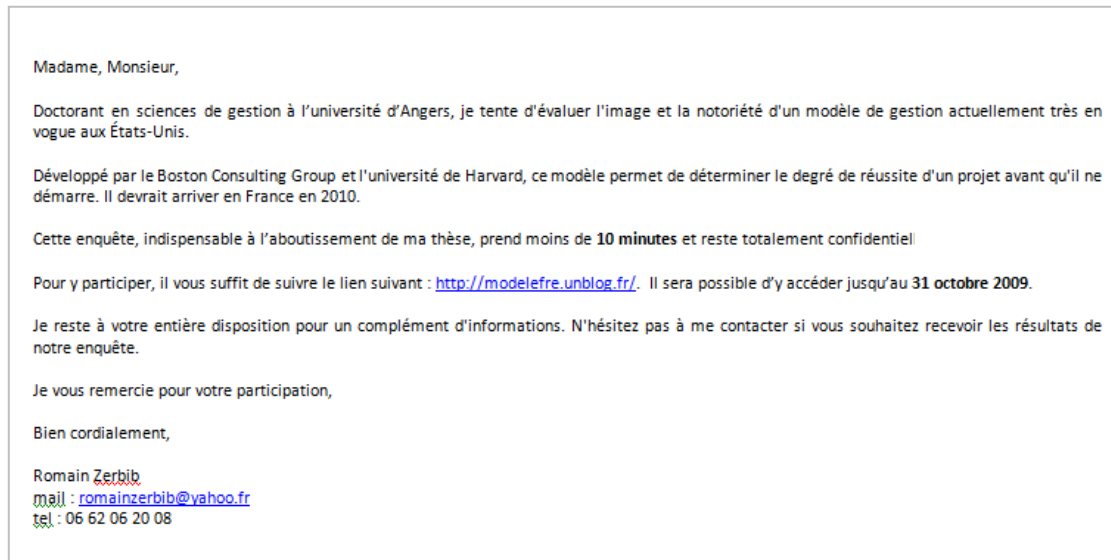 Madame, Monsieur,
Doctorant en sciences de gestion à l’université d’Angers, je tente d'évaluer l'image et la notoriété d'un modèle de gestion actuellement très en
vogue aux États-Unis.
Développé par le Boston Consulting Group et l'université de Harvard, ce modèle permet de déterminer le degré de réussite d'un projet avant qu'il ne
démarre. Il devrait arriver en France en 2010.
Cette enquête, indispensable à l’aboutissement de ma thèse, prend moins de 10 minutes et reste totalement confidentiel
Pour y participer, il vous suffit de suivre le lien suivant : http://modelefre.unblog.fr/. Il sera possible d’y accéder jusqu’au 31 octobre 2009.
Je reste à votre entière disposition pour un complément d'informations. N'hésitez pas à me contacter si vous souhaitez recevoir les résultats de
notre enquête.
Je vous remercie pour votre participation,
Bien cordialement,
Romain Zerbib
mail : romainzerbib@yahoo.fr
tel : 06 62 06 20 08